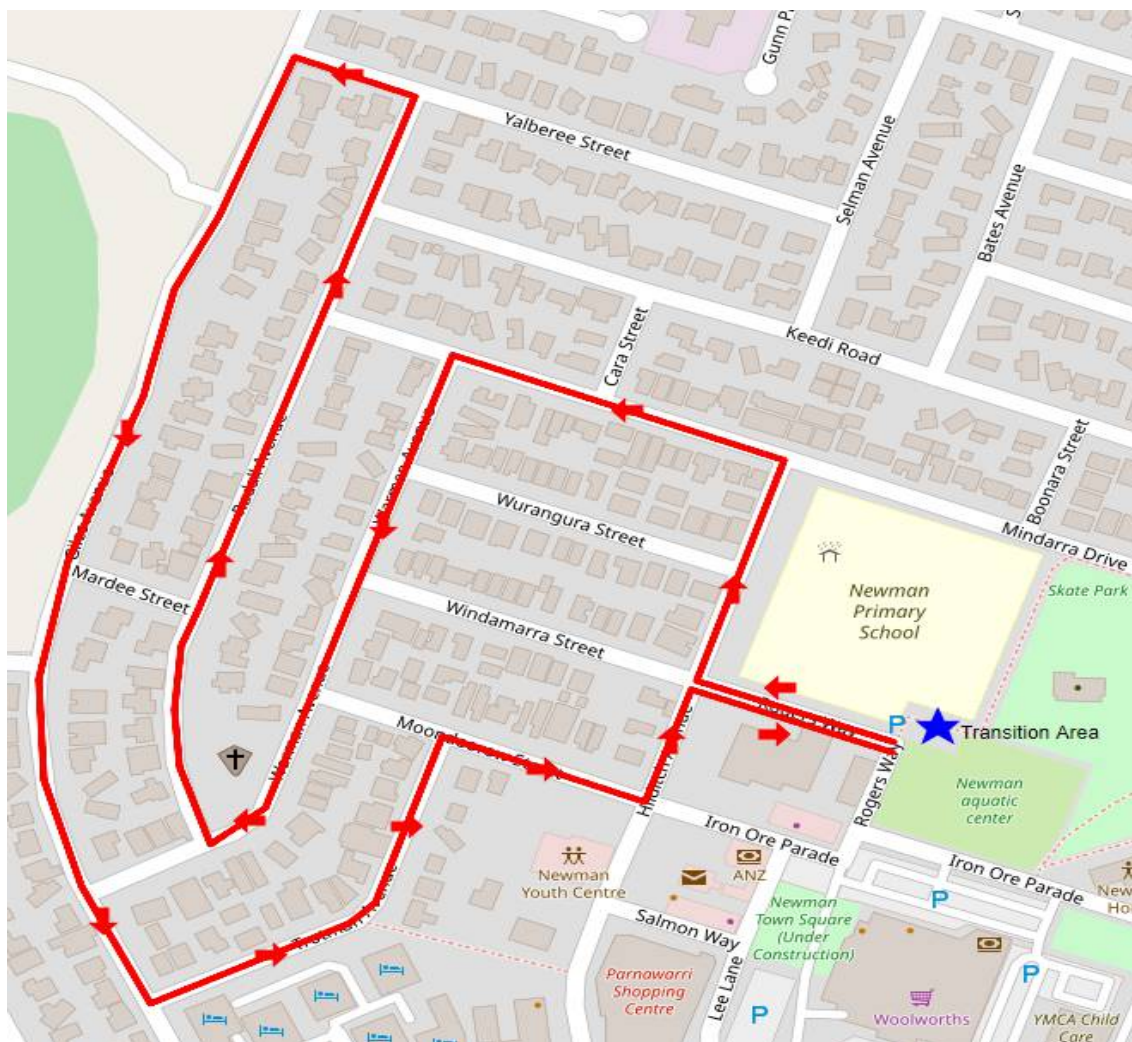 Gunn P
Yalberee Street
Selman Avenue
Bates Avenue
Cara Street
Keedi Road
Boonara Street
Wurangura Street
Mindarra Drive
Mardee Street
Newman
Primary
School
Skate Park
Windamarra Street
P
Transition Area
Rogers Way
Newman
aquatic
center
Iron Ore Parade
Iron Ore Parade
Newman
Youth Centre
ANZ
Salmon Way
Newman
Town Square
(Under
Construction)
P
New
Ho
Parnawarri
Shopping
Centre
Lee Lane
P
P
Woolworths
YMCA Child
Care